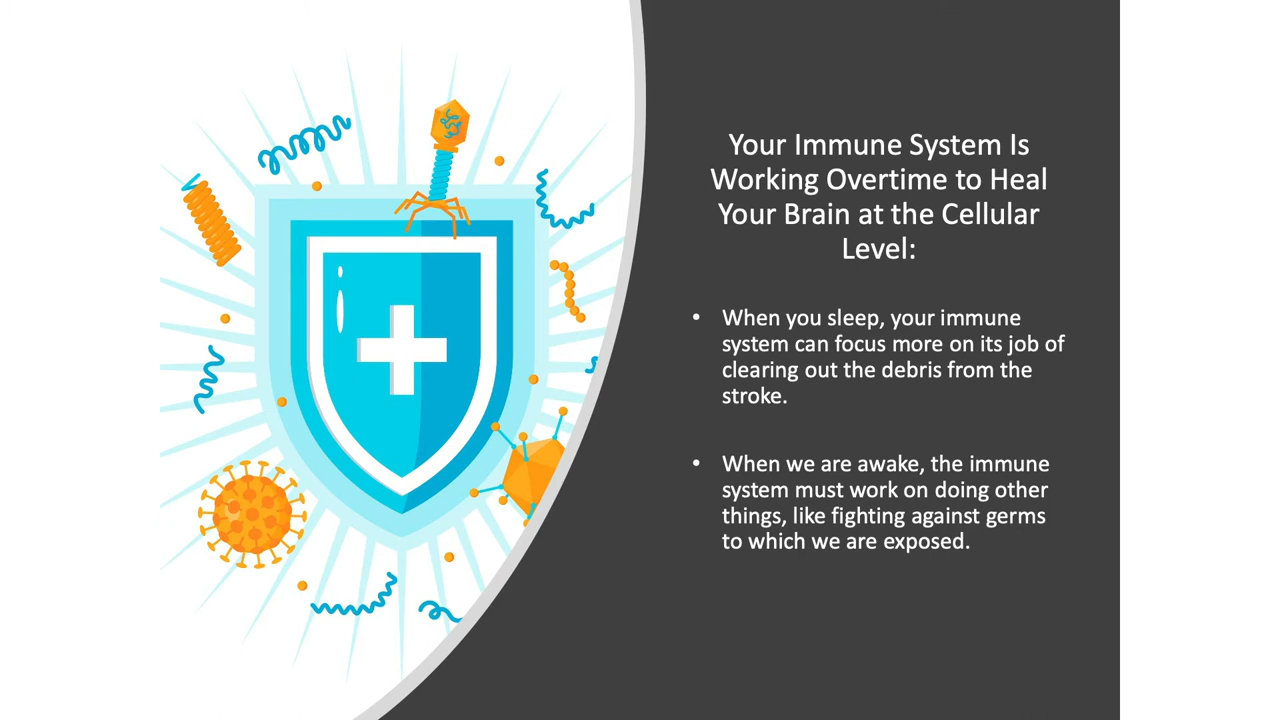 Your Immune System Is
Working Overtime to Heal
Your Brain at the Cellular
Level:
• When you sleep, your immune
system can focus more on its job of
clearing out the debris from the
stroke.
• When we are awake, the immune
system must work on doing other
things, like fighting against germs
to which we are exposed.